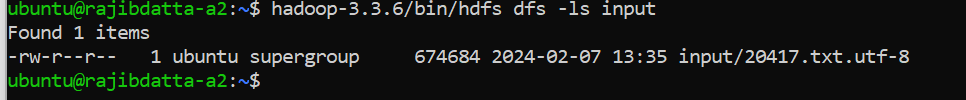 ubuntu@rajibdatta-a2:~$ hadoop-3.3.6/bin/hdfs dfs -ls input
Found 1 items
-rw-r--r--   1 ubuntu supergroup     674684 2024-02-07 13:35 input/20417.txt.utf-8
ubuntu@rajibdatta-a2:~$